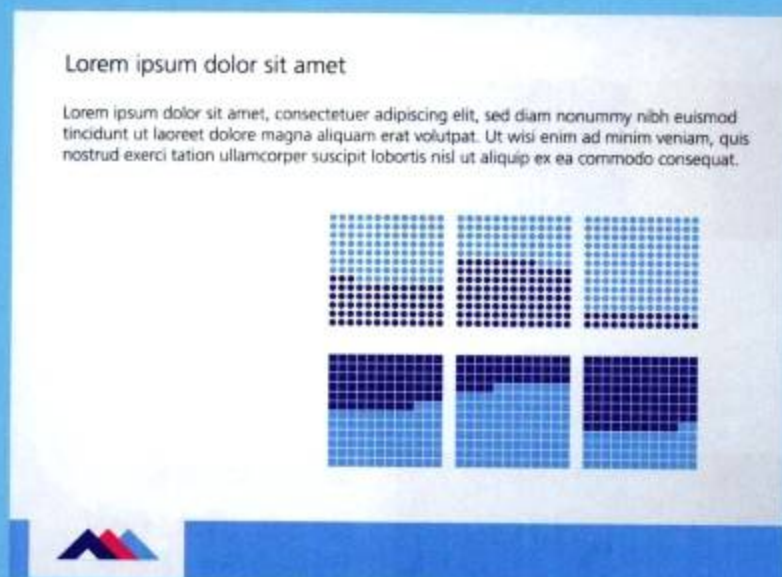 Lorem ipsum dolor sit amet
Lorem ipsum dolor sit amet, consectetuer adipiscing elit, sed diam nonummy nibh euismod
tincidunt ut laoreet dolore magna aliquam erat volutpat. Ut wisi enim ad minim veniam, quis
nostrud exerci tation ullamcorper suscipit lobortis nisl ut aliquip ex ea commodo consequat.